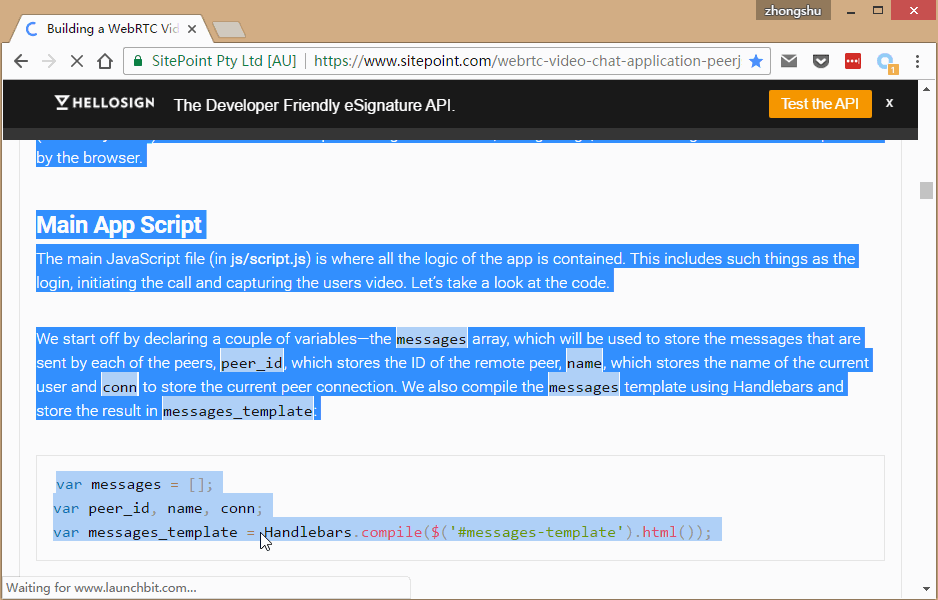 zhongshu
Building a WebRTC Vid
SitePoint Pty Ltd [AU] https://www.sitepoint.com/webrtc-video-chat-application-peerj
1
HELLOSIGN The Developer Friendly eSignature API. Test the API x
by the browser.
Main App Script
The main JavaScript file (in js/script.js) is where all the logic of the app is contained. This includes such things as the
login, initiating the call and capturing the users video. Let’s take a look at the code.
We start off by declaring a couple of variables—the messages array, which will be used to store the messages that are
sent by each of the peers, peer_id, which stores the ID of the remote peer, name, which stores the name of the current
user and conn to store the current peer connection. We also compile the messages template using Handlebars and
store the result in messages_template:
var messages = [];
var peer_id, name, conn;
var messages_template = Handlebars.compile($('#messages-template').html());
Waiting for www.launchbit.com...